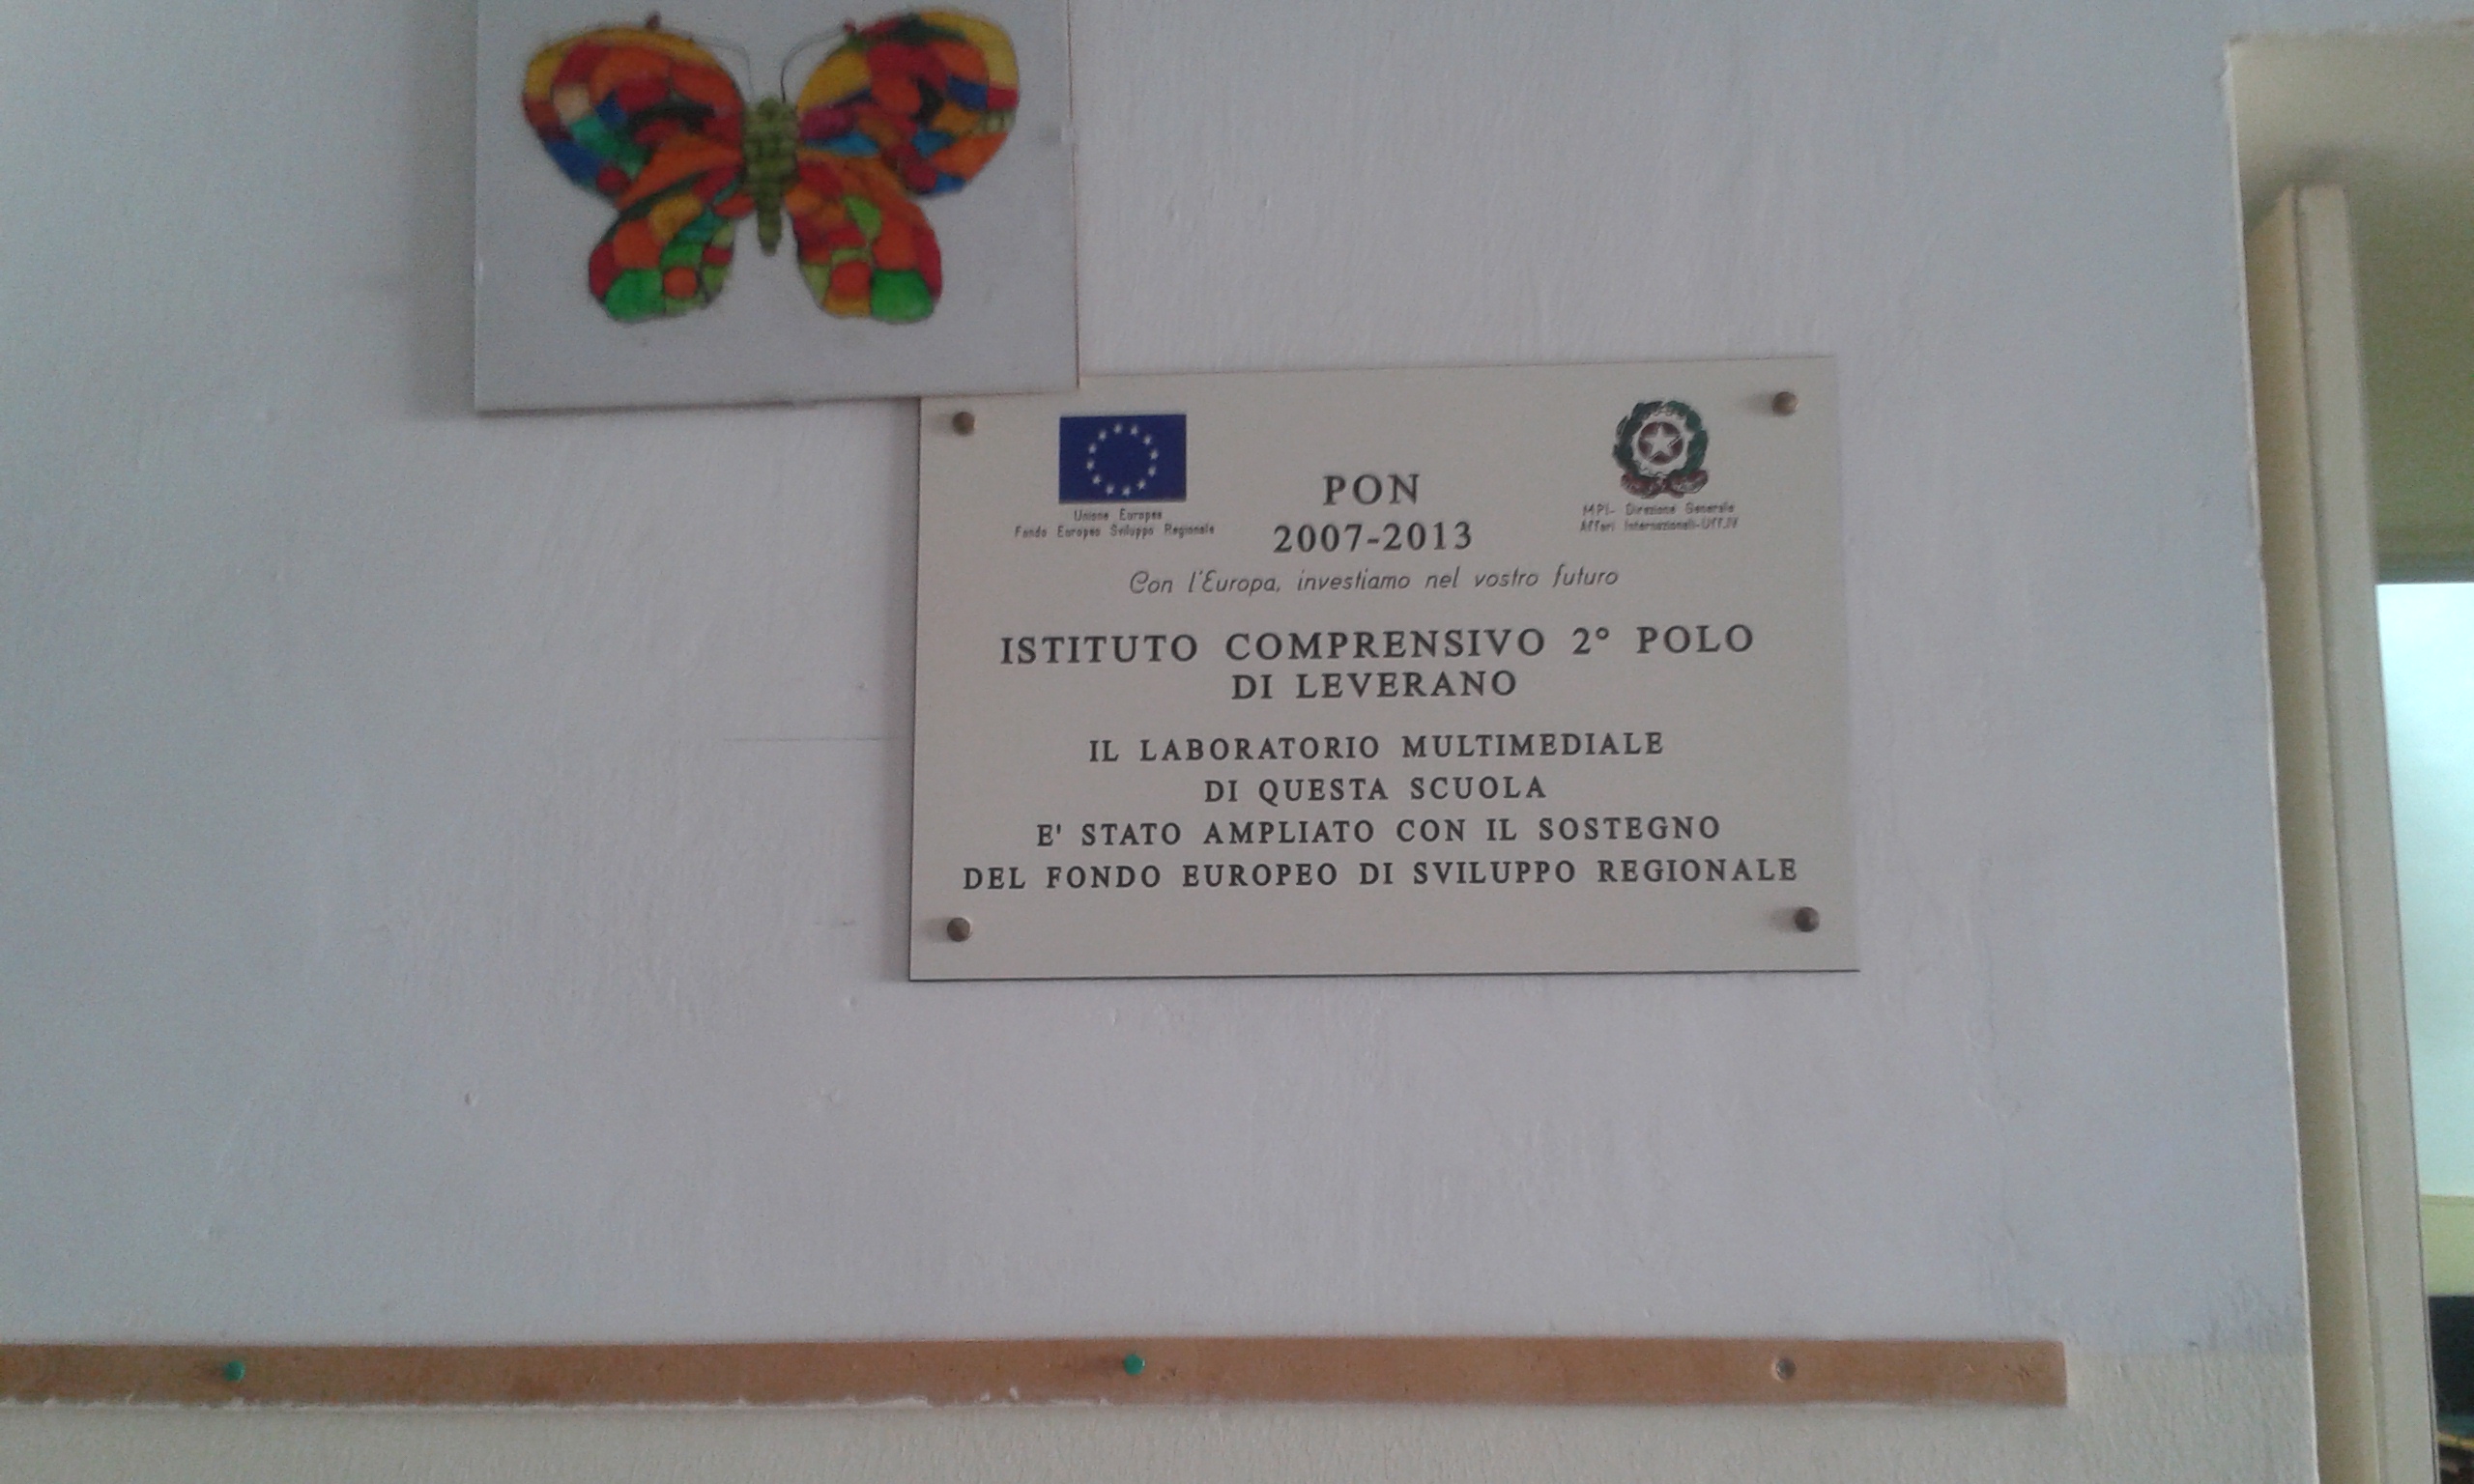 Unione Europea
Fondo Europeo Sviluppo Regionale
PON
2007-2013
MPI- Direzione Generale
Affari Internazionali-Uff.IV
Con l'Europa, investiamo nel vostro futuro
ISTITUTO COMPRENSIVO 2° POLO
DI LEVERANO
IL LABORATORIO MULTIMEDIALE
DI QUESTA SCUOLA
E' STATO AMPLIATO CON IL SOSTEGNO
DEL FONDO EUROPEO DI SVILUPPO REGIONALE